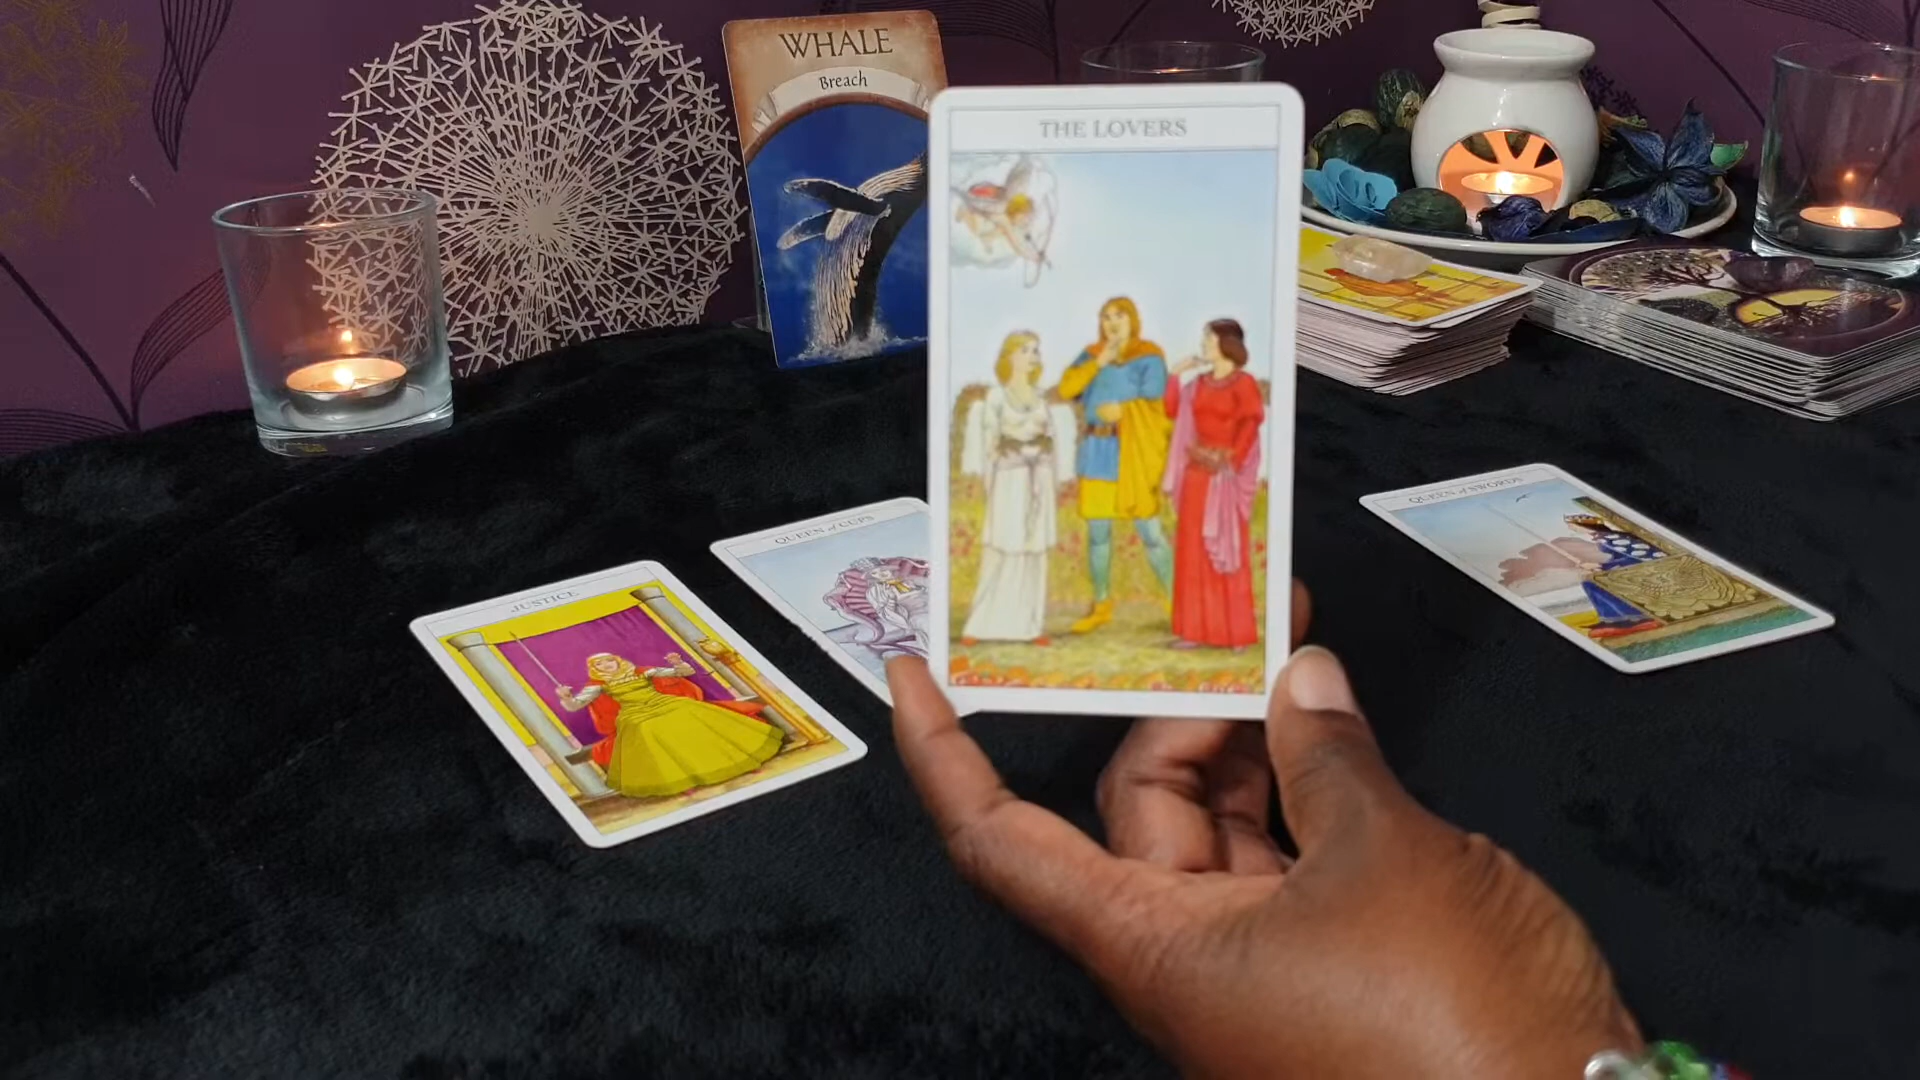 WHALE
Breach
THE LOVERS
QUEEN of CUPS
QUEEN of SWORDS
JUSTICE